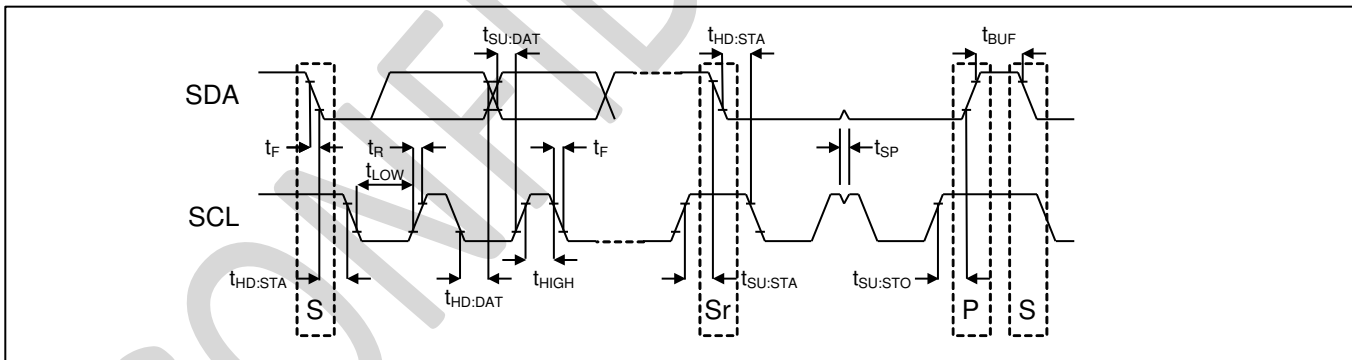 tSU:DAT tHD:STA tBUF
SDA
tF tR tF tSP
tLOW
SCL
tHD:STA tHD:DAT tHIGH tSU:STA tSU:STO
S Sr P S